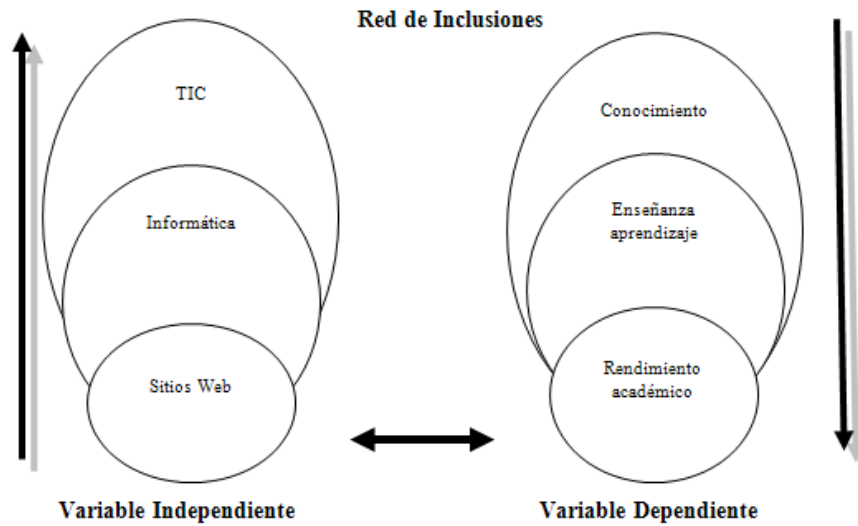 Red de Inclusiones
TIC
Informática
Sitios Web
Variable Independiente
Conocimiento
Enseñanza
aprendizaje
Rendimiento
académico
Variable Dependiente